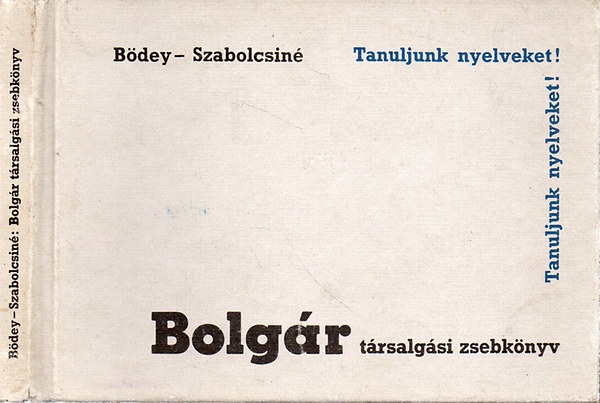 Bödey–Szabolcsiné: Bolgár társalgási zsebkönyv
Bödey – Szabolcsiné
Tanuljunk nyelveket!
Tanuljunk nyelveket!
Bolgár társalgási zsebkönyv